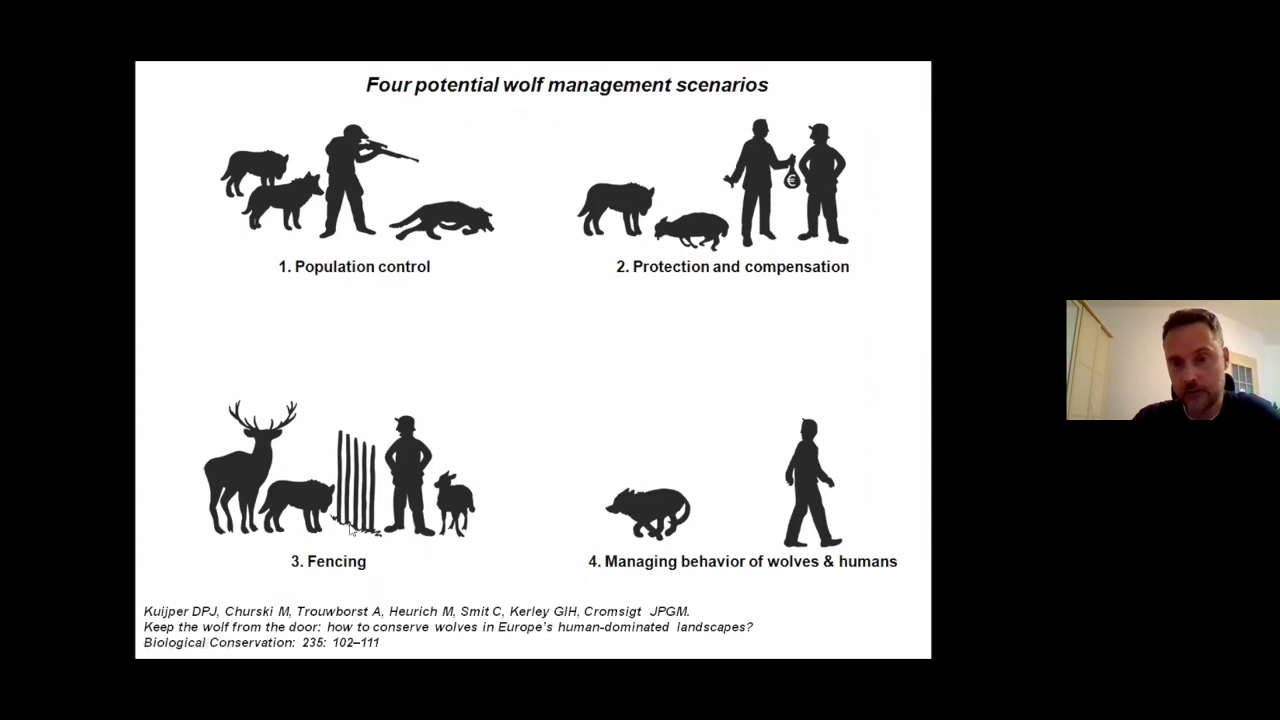 Four potential wolf management scenarios
€
1. Population control
2. Protection and compensation
3. Fencing
4. Managing behavior of wolves & humans
Kuijper DPJ, Churski M, Trouwborst A, Heurich M, Smit C, Kerley GIH, Cromsigt JPGM.
Keep the wolf from the door: how to conserve wolves in Europe's human-dominated landscapes?
Biological Conservation: 235: 102–111